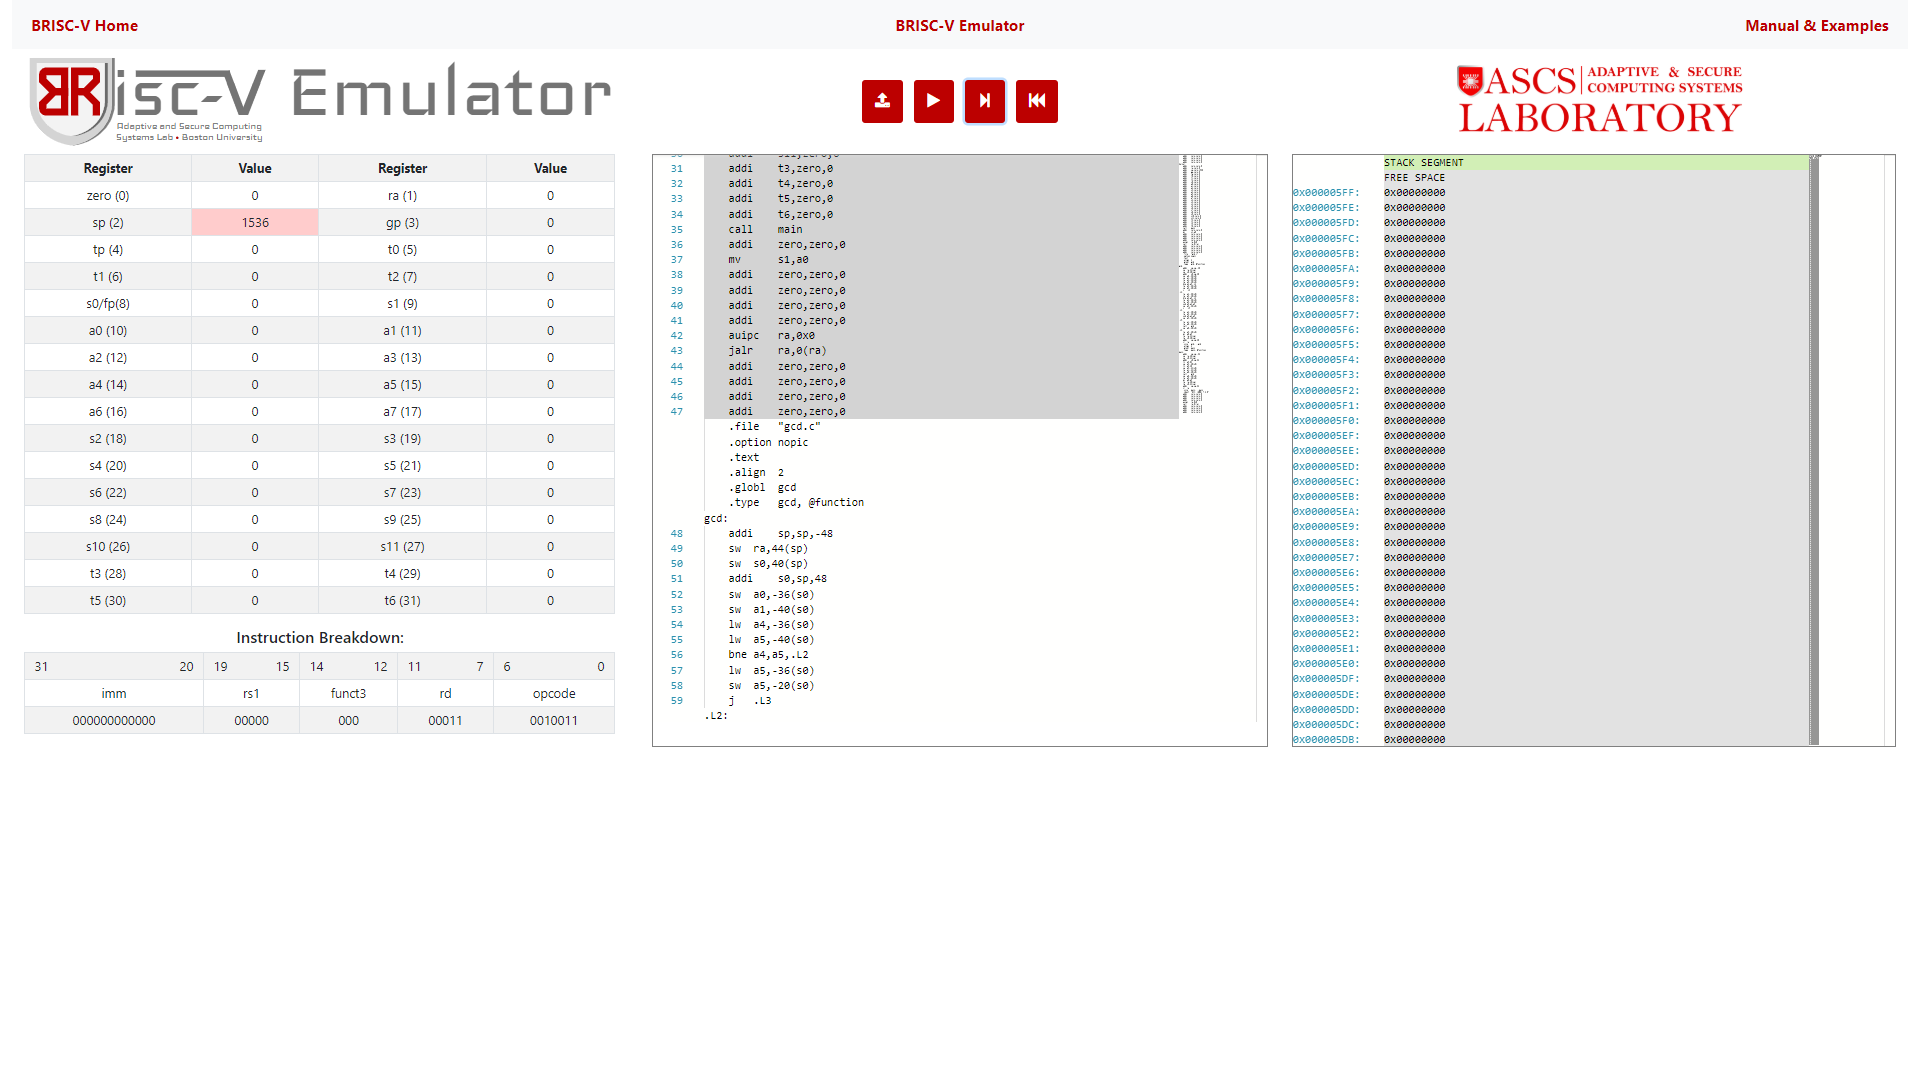 BRISC-V Home
BRISC-V Emulator
Manual & Examples
BRisc-V Emulator
Adaptive and Secure Computing
Systems Lab • Boston University
ASCS ADAPTIVE & SECURE
COMPUTING SYSTEMS
LABORATORY
Register Value Register Value
zero (0) 0 ra (1) 0
sp (2) 1536 gp (3) 0
tp (4) 0 t0 (5) 0
t1 (6) 0 t2 (7) 0
s0/fp(8) 0 s1 (9) 0
a0 (10) 0 a1 (11) 0
a2 (12) 0 a3 (13) 0
a4 (14) 0 a5 (15) 0
a6 (16) 0 a7 (17) 0
s2 (18) 0 s3 (19) 0
s4 (20) 0 s5 (21) 0
s6 (22) 0 s7 (23) 0
s8 (24) 0 s9 (25) 0
s10 (26) 0 s11 (27) 0
t3 (28) 0 t4 (29) 0
t5 (30) 0 t6 (31) 0
Instruction Breakdown:
31 20 19 15 14 12 11 7 6 0
imm rs1 funct3 rd opcode
000000000000 00000 000 00011 0010011
31 addi t3,zero,0
32 addi t4,zero,0
33 addi t5,zero,0
34 addi t6,zero,0
35 call main
36 addi zero,zero,0
37 mv s1,a0
38 addi zero,zero,0
39 addi zero,zero,0
40 addi zero,zero,0
41 addi zero,zero,0
42 auipc ra,0x0
43 jalr ra,0(ra)
44 addi zero,zero,0
45 addi zero,zero,0
46 addi zero,zero,0
47 addi zero,zero,0
.file "gcd.c"
.option nopic
.text
.align 2
.globl gcd
.type gcd, @function
gcd:
48 addi sp,sp,-48
49 sw ra,44(sp)
50 sw s0,40(sp)
51 addi s0,sp,48
52 sw a0,-36(s0)
53 sw a1,-40(s0)
54 lw a4,-36(s0)
55 lw a5,-40(s0)
56 bne a4,a5,.L2
57 lw a5,-36(s0)
58 sw a5,-20(s0)
59 j .L3
.L2:
STACK SEGMENT
FREE SPACE
0x000005FF: 0x00000000
0x000005FE: 0x00000000
0x000005FD: 0x00000000
0x000005FC: 0x00000000
0x000005FB: 0x00000000
0x000005FA: 0x00000000
0x000005F9: 0x00000000
0x000005F8: 0x00000000
0x000005F7: 0x00000000
0x000005F6: 0x00000000
0x000005F5: 0x00000000
0x000005F4: 0x00000000
0x000005F3: 0x00000000
0x000005F2: 0x00000000
0x000005F1: 0x00000000
0x000005F0: 0x00000000
0x000005EF: 0x00000000
0x000005EE: 0x00000000
0x000005ED: 0x00000000
0x000005EC: 0x00000000
0x000005EB: 0x00000000
0x000005EA: 0x00000000
0x000005E9: 0x00000000
0x000005E8: 0x00000000
0x000005E7: 0x00000000
0x000005E6: 0x00000000
0x000005E5: 0x00000000
0x000005E4: 0x00000000
0x000005E3: 0x00000000
0x000005E2: 0x00000000
0x000005E1: 0x00000000
0x000005E0: 0x00000000
0x000005DF: 0x00000000
0x000005DE: 0x00000000
0x000005DD: 0x00000000
0x000005DC: 0x00000000
0x000005DB: 0x00000000